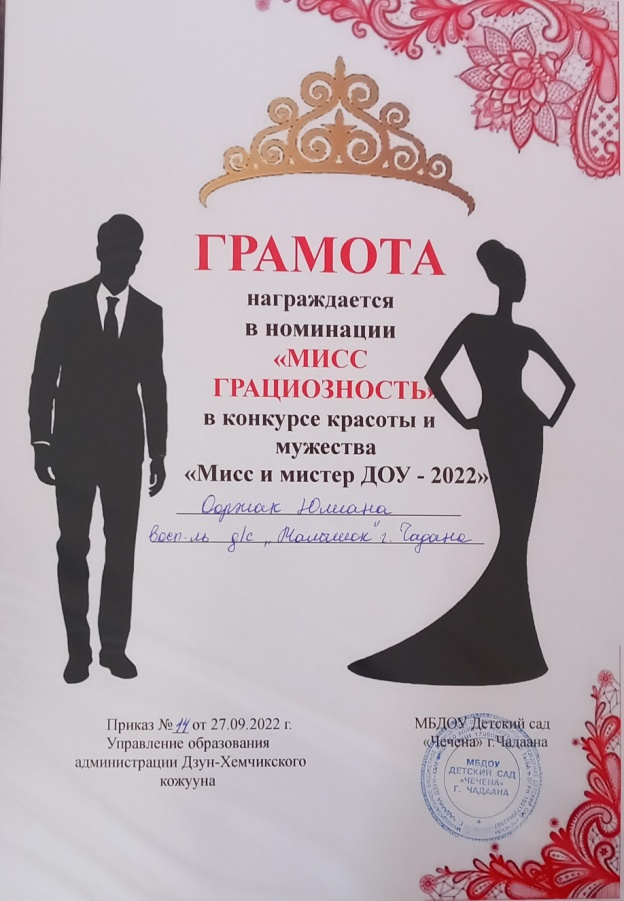 ГРАМОТА
награждается
в номинации
«МИСС
ГРАЦИОЗНОСТЬ»
в конкурсе красоты и
мужества
«Мисс и мистер ДОУ - 2022»
Ооржак Юлиана
восп-ль д/с „Малышок" г. Чадана
Приказ № 14 от 27.09.2022 г.
Управление образования
администрации Дзун-Хемчикского
кожууна
МБДОУ Детский сад
«Чечена» г.Чадаана
МБДОУ
ДЕТСКИЙ САД
«ЧЕЧЕНА»
Г. ЧАДААНА